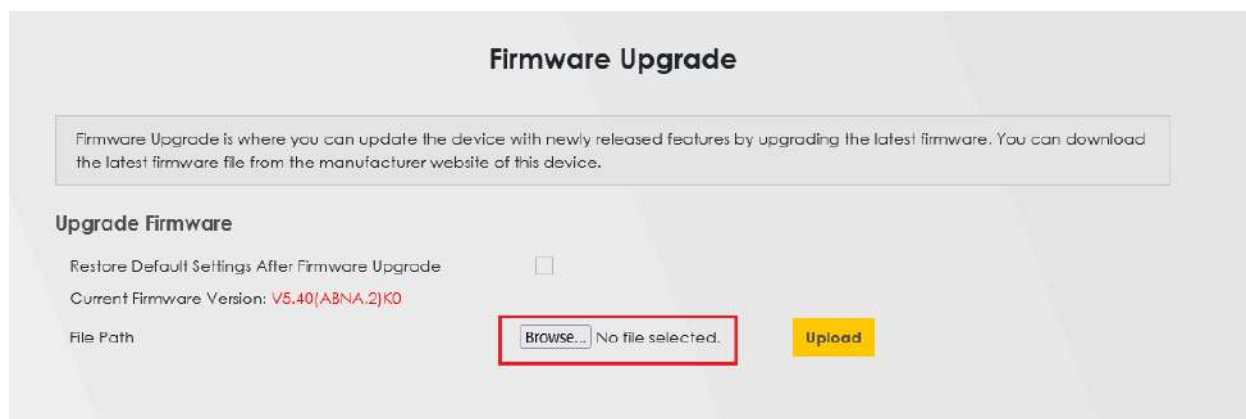 Firmware Upgrade
Firmware Upgrade is where you can update the device with newly released features by upgrading the latest firmware. You can download
the latest firmware file from the manufacturer website of this device.
Upgrade Firmware
Restore Default Settings After Firmware Upgrade
Current Firmware Version: V5.40(ABNA.2)K0
File Path Browse... No file selected. Upload